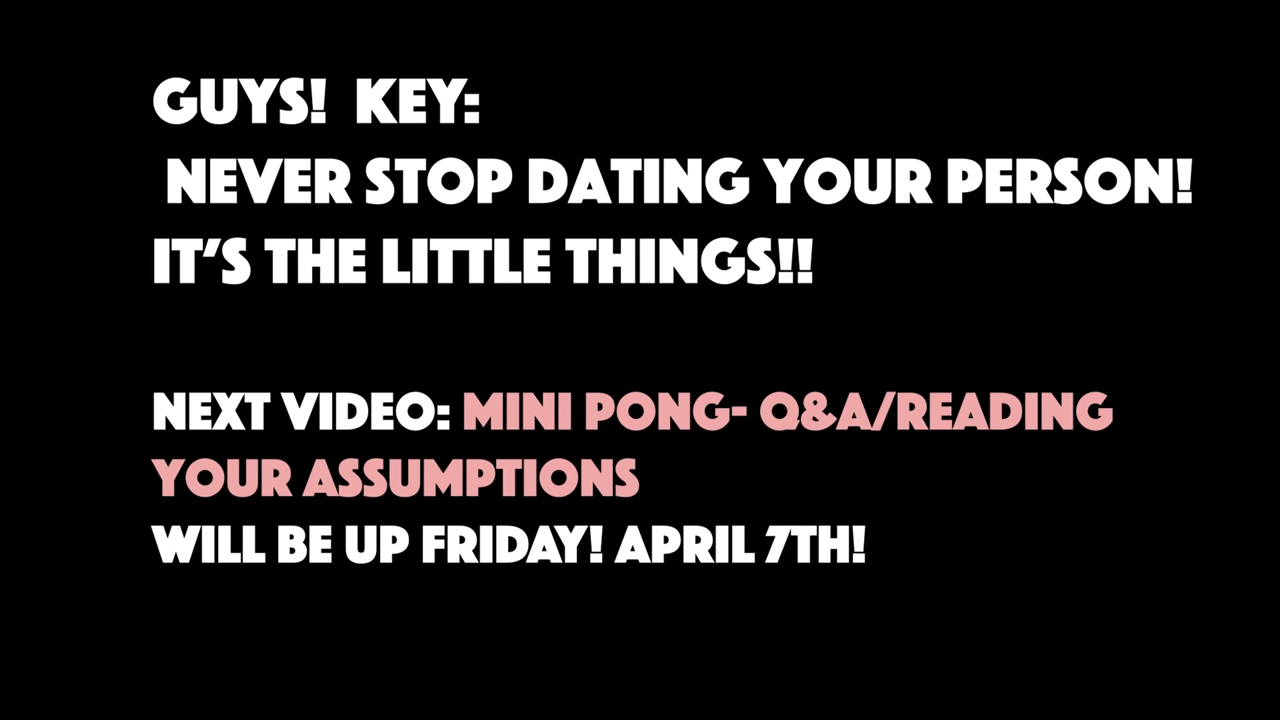 GUYS! KEY:
NEVER STOP DATING YOUR PERSON!
IT'S THE LITTLE THINGS!!
NEXT VIDEO: MINI PONG- Q&A/READING
YOUR ASSUMPTIONS
WILL BE UP FRIDAY! APRIL 7TH!